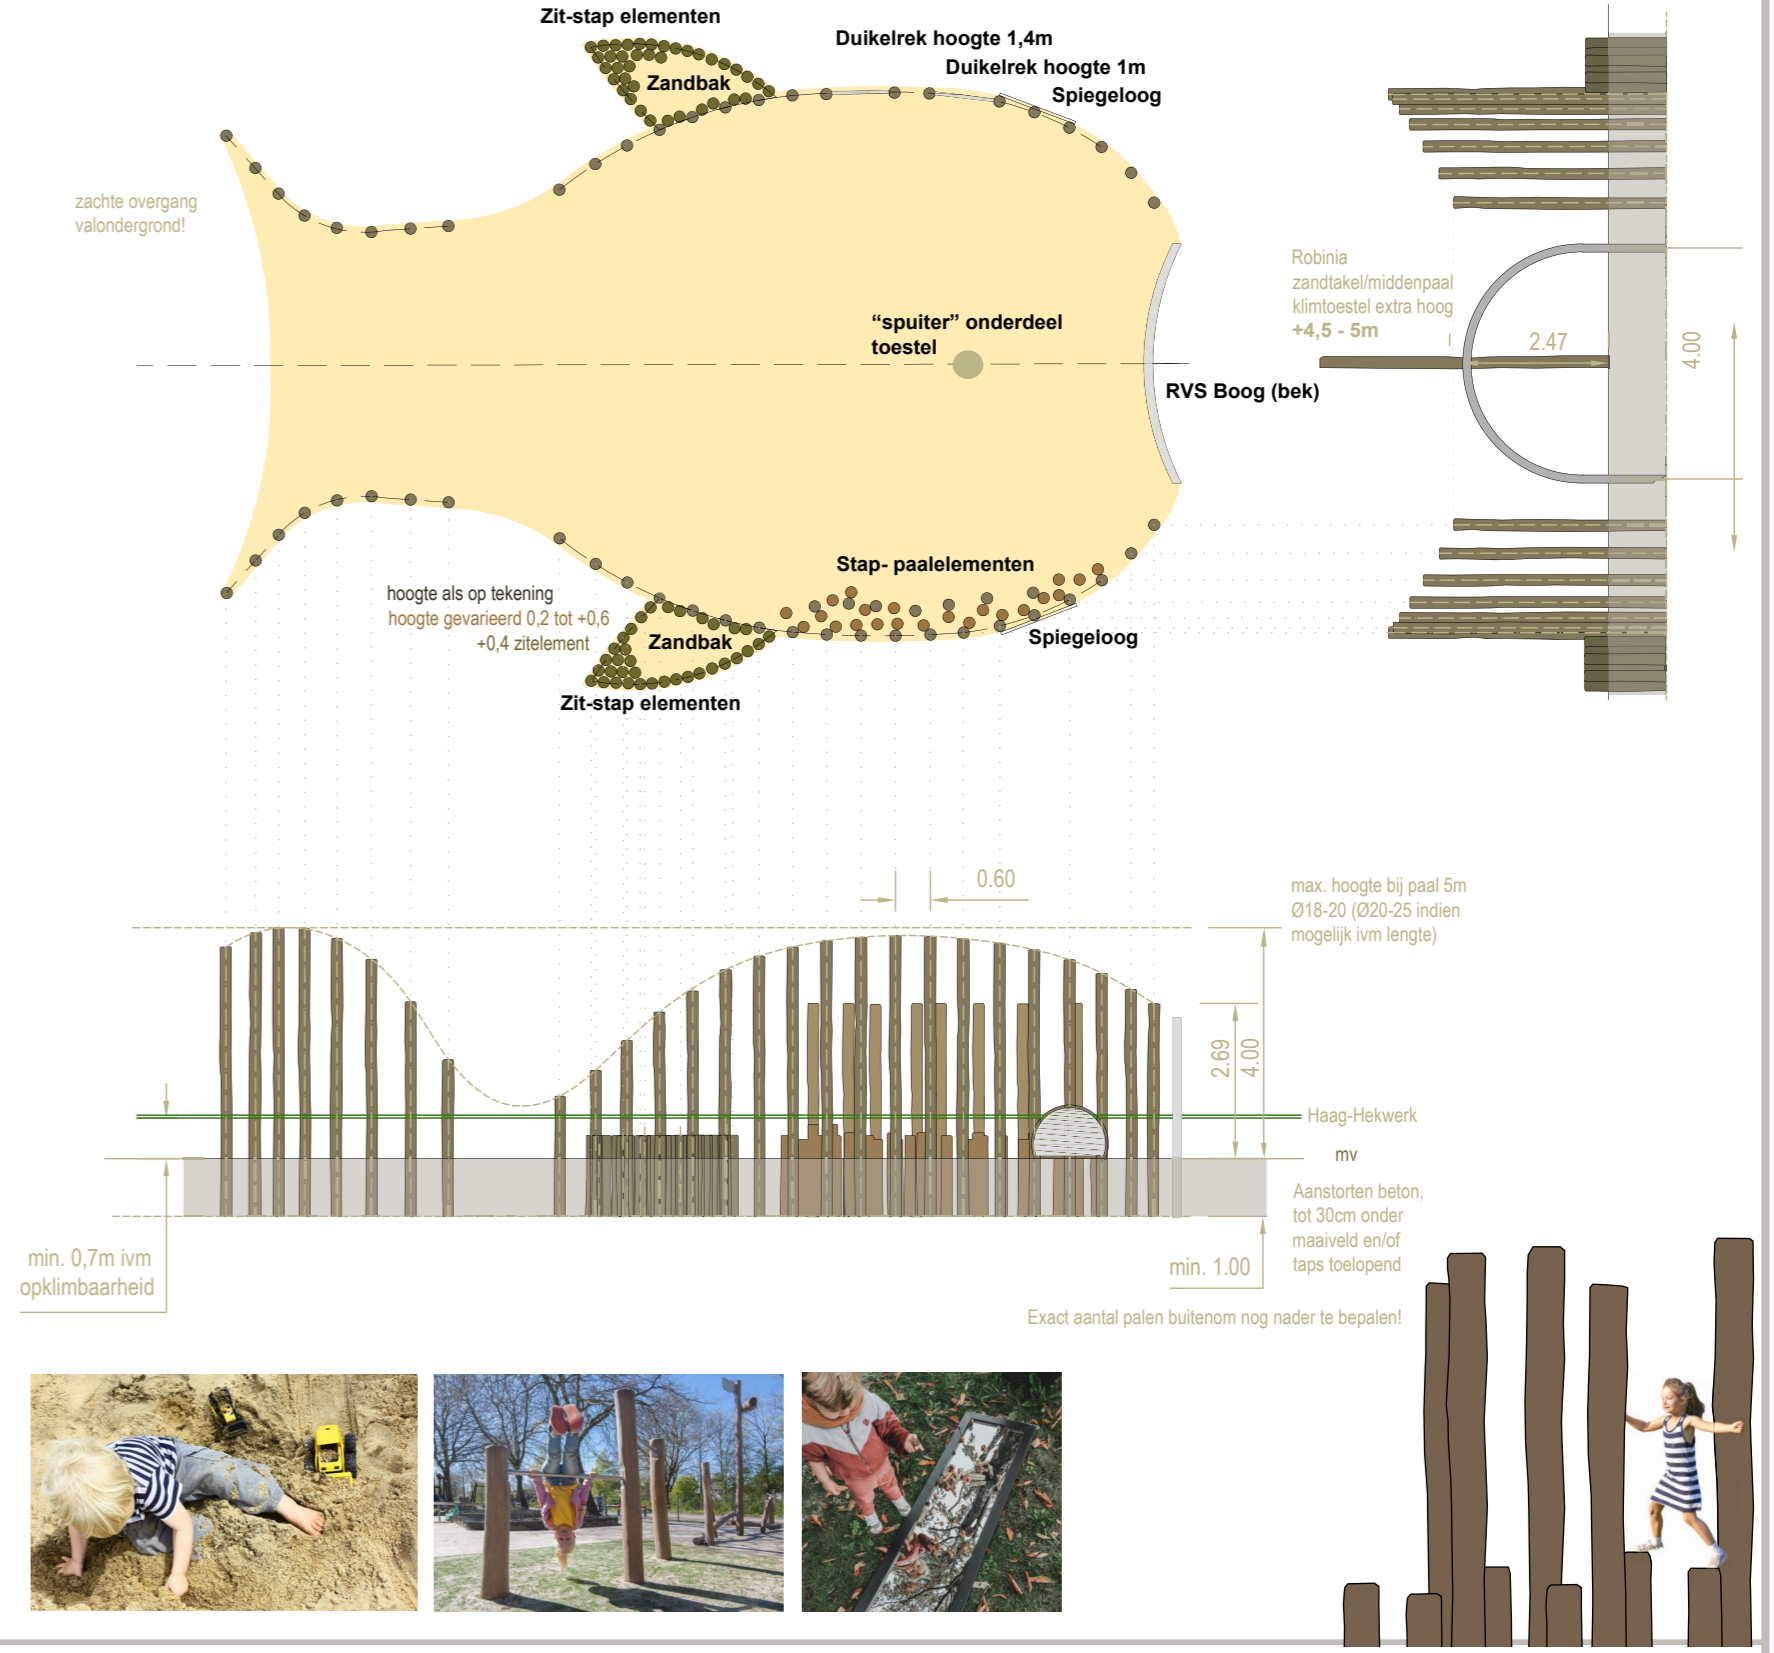 Zit-stap elementen
Duikelrek hoogte 1,4m
Duikelrek hoogte 1m
Spiegeloog
Zandbak
zachte overgang
valondergrond!
Robinia
zandtakel/middenpaal
klimtoestel extra hoog
+4,5 - 5m
“spuiter” onderdeel
toestel
2.47
4.00
RVS Boog (bek)
Stap- paalelementen
hoogte als op tekening
hoogte gevarieerd 0,2 tot +0,6
+0,4 zitelement
Zandbak
Spiegeloog
Zit-stap elementen
0.60
max. hoogte bij paal 5m
Ø18-20 (Ø20-25 indien
mogelijk ivm lengte)
2.69
4.00
Haag-Hekwerk
mv
Aanstorten beton,
tot 30cm onder
maaiveld en/of
taps toelopend
min. 0,7m ivm
opklimbaarheid
min. 1.00
Exact aantal palen buitenom nog nader te bepalen!